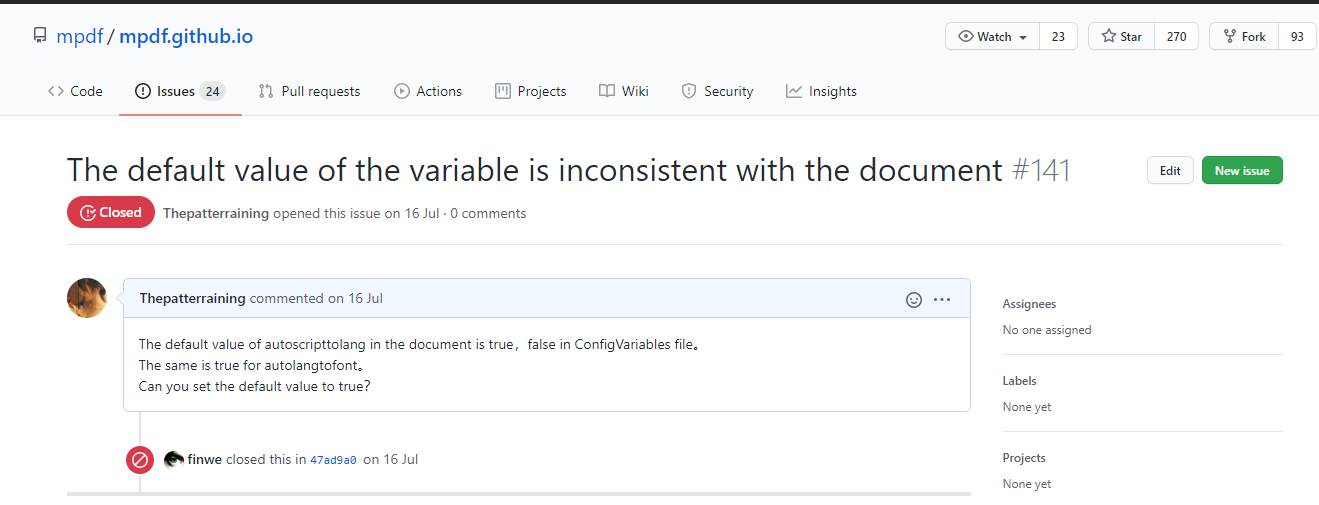 mpdf / mpdf.github.io
Watch 23
Star 270
Fork 93
Code
Issues 24
Pull requests
Actions
Projects
Wiki
Security
Insights
The default value of the variable is inconsistent with the document #141
Edit
New issue
Closed
Thepatterraining opened this issue on 16 Jul · 0 comments
Thepatterraining commented on 16 Jul
The default value of autoscripttolang in the document is true，false in ConfigVariables file。
The same is true for autolangtofont。
Can you set the default value to true？
finwe closed this in 47ad9a0 on 16 Jul
Assignees
No one assigned
Labels
None yet
Projects
None yet